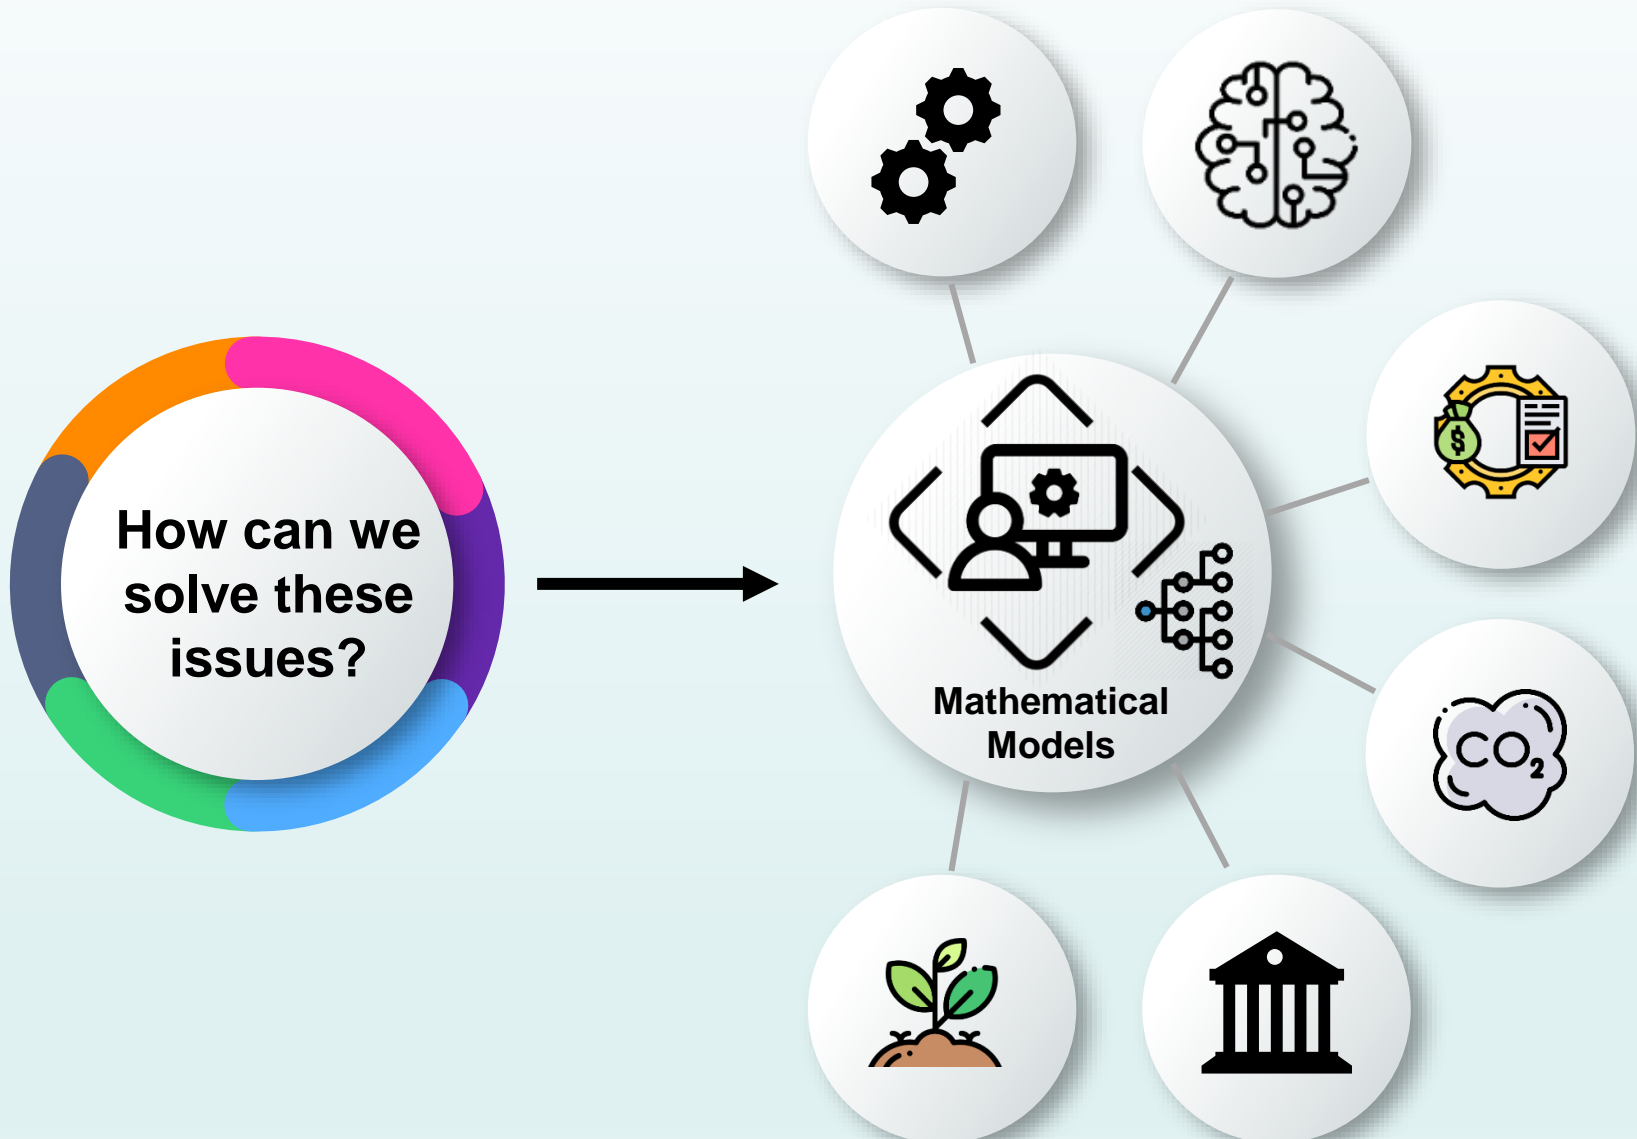 How can we
solve these
issues?
Mathematical
Models
$
CO₂